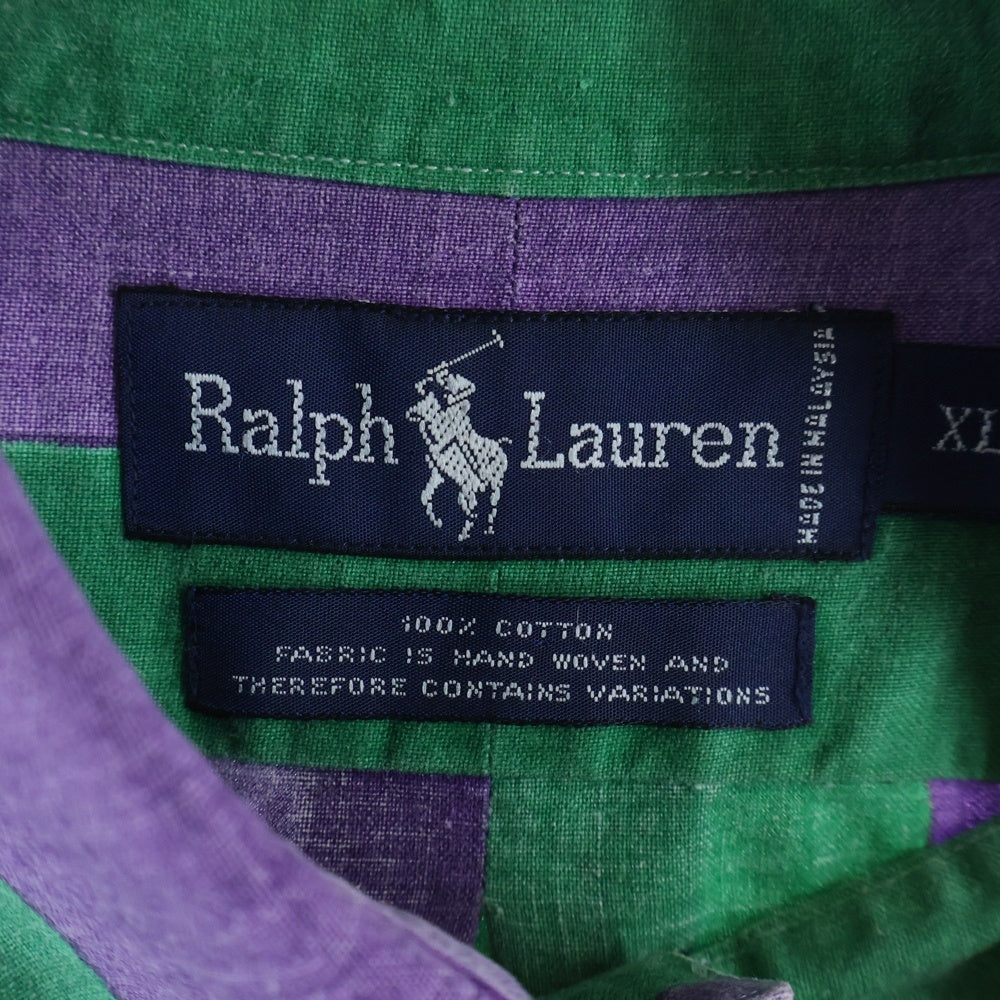 Ralph Lauren
MADE IN MALAYSIA
XL
100% COTTON
FABRIC IS HAND WOVEN AND
THEREFORE CONTAINS VARIATIONS